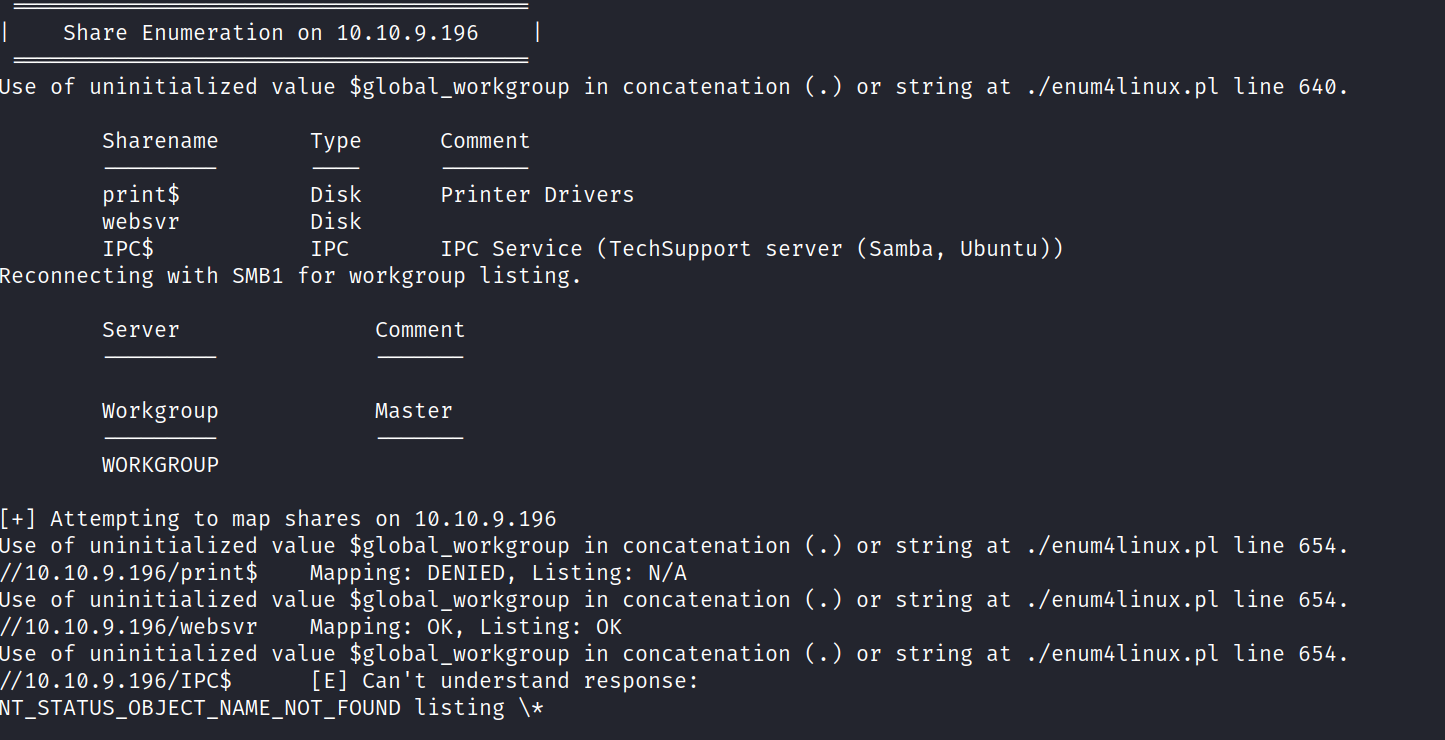 |    Share Enumeration on 10.10.9.196    |
Use of uninitialized value $global_workgroup in concatenation (.) or string at ./enum4linux.pl line 640.
Sharename       Type      Comment
---------       ----      -------
print$          Disk      Printer Drivers
websvr          Disk
IPC$            IPC       IPC Service (TechSupport server (Samba, Ubuntu))
Reconnecting with SMB1 for workgroup listing.
Server               Comment
---------            -------
Workgroup            Master
---------            -------
WORKGROUP
[+] Attempting to map shares on 10.10.9.196
Use of uninitialized value $global_workgroup in concatenation (.) or string at ./enum4linux.pl line 654.
//10.10.9.196/print$    Mapping: DENIED, Listing: N/A
Use of uninitialized value $global_workgroup in concatenation (.) or string at ./enum4linux.pl line 654.
//10.10.9.196/websvr    Mapping: OK, Listing: OK
Use of uninitialized value $global_workgroup in concatenation (.) or string at ./enum4linux.pl line 654.
//10.10.9.196/IPC$      [E] Can't understand response:
NT_STATUS_OBJECT_NAME_NOT_FOUND listing \*